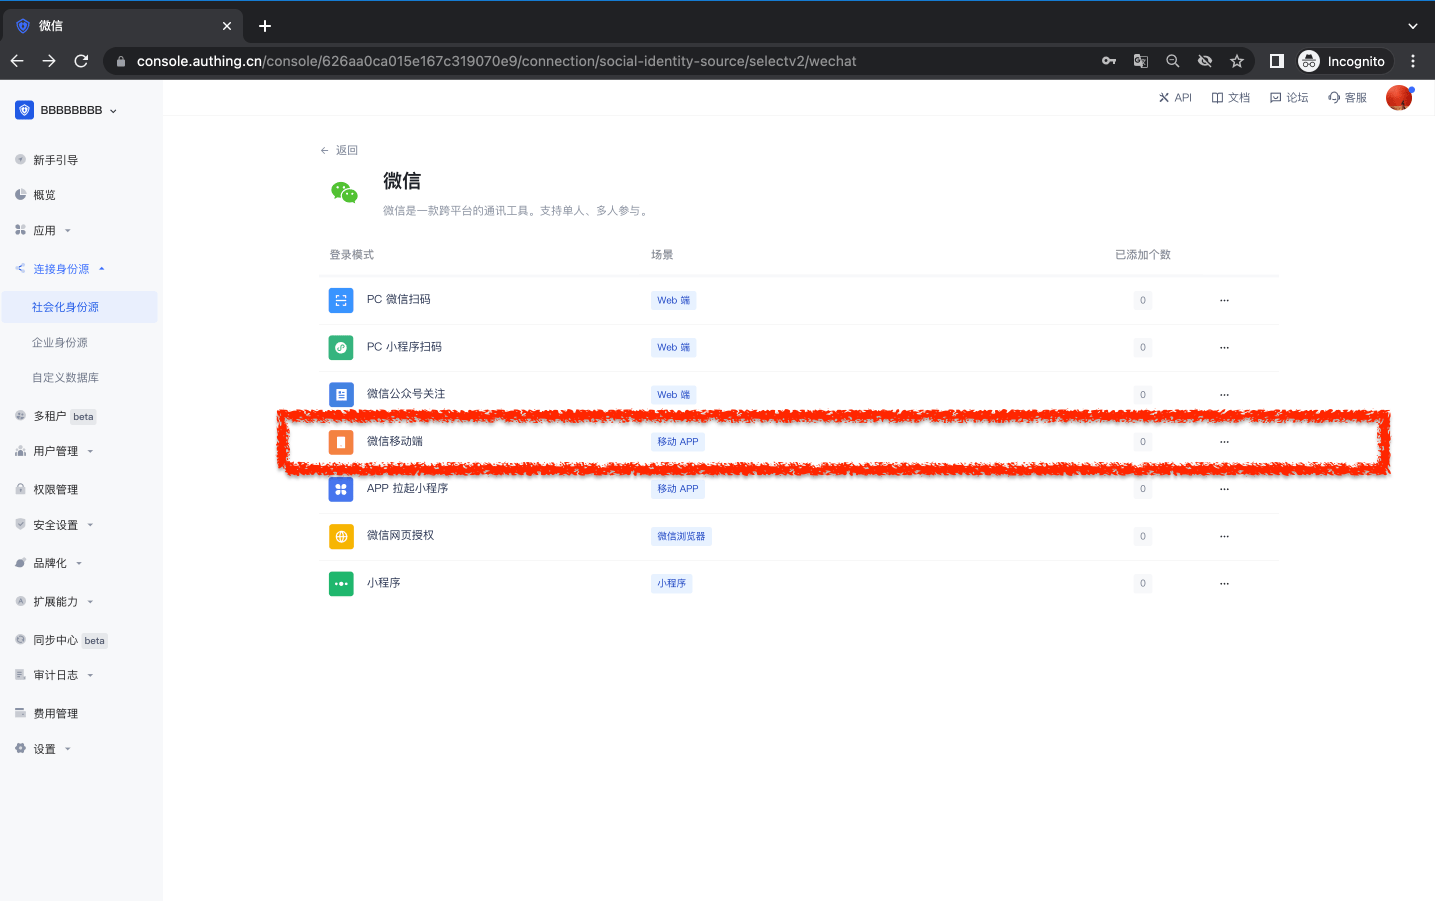 微信
console.authing.cn/console/626aa0ca015e167c319070e9/connection/social-identity-source/selectv2/wechat
Incognito
BBBBBBBB
API
文档
论坛
客服
新手引导
概览
应用
连接身份源
社会化身份源
企业身份源
自定义数据库
多租户 beta
用户管理
权限管理
安全设置
品牌化
扩展能力
同步中心 beta
审计日志
费用管理
设置
返回
微信
微信是一款跨平台的通讯工具。支持单人、多人参与。
登录模式 场景 已添加个数
PC 微信扫码 Web 端 0 ···
PC 小程序扫码 Web 端 0 ···
微信公众号关注 Web 端 0 ···
微信移动端 移动 APP 0 ···
APP 拉起小程序 移动 APP 0 ···
微信网页授权 微信浏览器 0 ···
小程序 小程序 0 ···